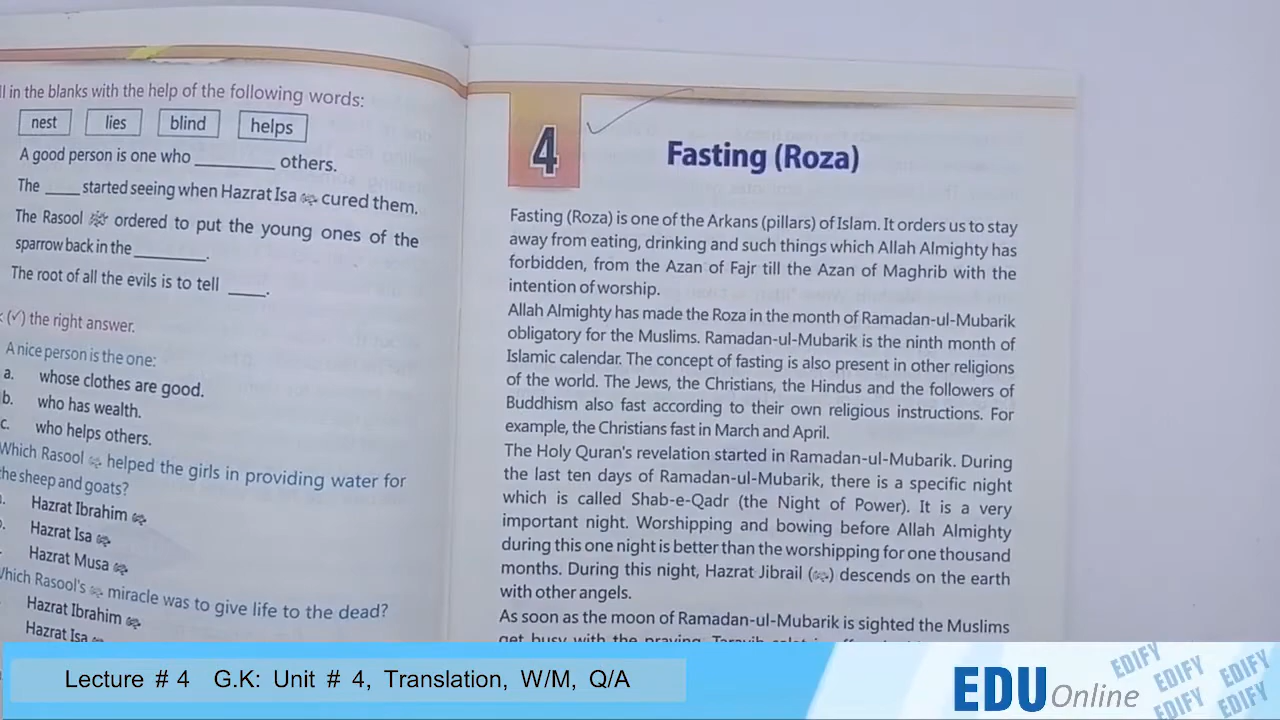 ll in the blanks with the help of the following words:
nest lies blind helps
A good person is one who ________ others.
The ____ started seeing when Hazrat Isa cured them.
The Rasool ordered to put the young ones of the
sparrow back in the ________.
The root of all the evils is to tell ____.
(✓) the right answer.
A nice person is the one:
a. whose clothes are good.
b. who has wealth.
c. who helps others.
Which Rasool helped the girls in providing water for
the sheep and goats?
Hazrat Ibrahim
Hazrat Isa
Hazrat Musa
Which Rasool's miracle was to give life to the dead?
Hazrat Ibrahim
Hazrat Isa
4
Fasting (Roza)
Fasting (Roza) is one of the Arkans (pillars) of Islam. It orders us to stay
away from eating, drinking and such things which Allah Almighty has
forbidden, from the Azan of Fajr till the Azan of Maghrib with the
intention of worship.
Allah Almighty has made the Roza in the month of Ramadan-ul-Mubarik
obligatory for the Muslims. Ramadan-ul-Mubarik is the ninth month of
Islamic calendar. The concept of fasting is also present in other religions
of the world. The Jews, the Christians, the Hindus and the followers of
Buddhism also fast according to their own religious instructions. For
example, the Christians fast in March and April.
The Holy Quran's revelation started in Ramadan-ul-Mubarik. During
the last ten days of Ramadan-ul-Mubarik, there is a specific night
which is called Shab-e-Qadr (the Night of Power). It is a very
important night. Worshipping and bowing before Allah Almighty
during this one night is better than the worshipping for one thousand
months. During this night, Hazrat Jibrail descends on the earth
with other angels.
As soon as the moon of Ramadan-ul-Mubarik is sighted the Muslims
get busy with the praying.
Lecture # 4 G.K: Unit # 4, Translation, W/M, Q/A
EDU Online
EDIFY EDIFY EDIFY
EDIFY EDIFY EDIFY